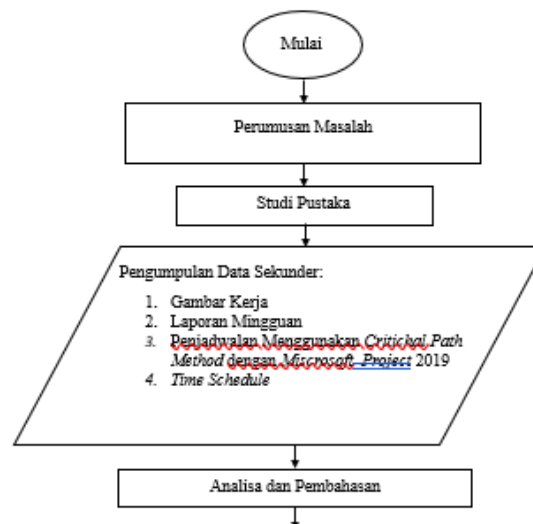 Mulai
Perumusan Masalah
Studi Pustaka
Pengumpulan Data Sekunder:
1. Gambar Kerja
2. Laporan Mingguan
3. Penjadwalan Menggunakan Critichal Path
Method dengan Miscrosoft Project 2019
4. Time Schedule
Analisa dan Pembahasan